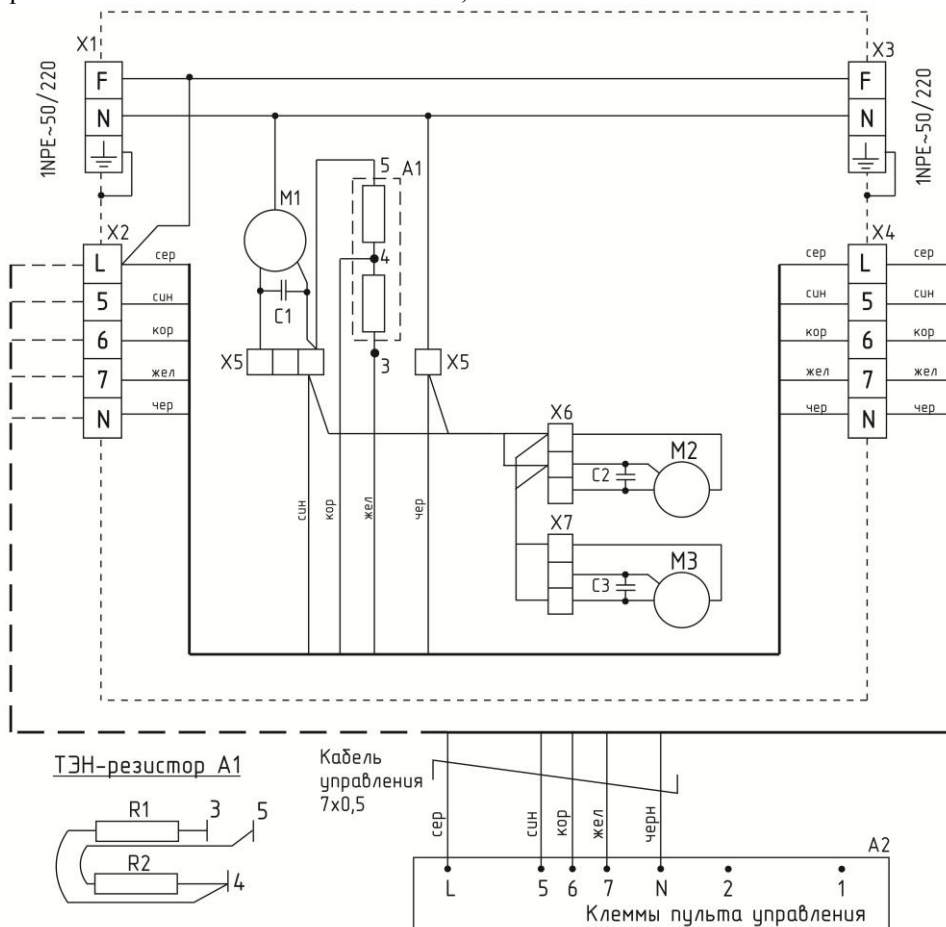 X1
X3
1NPE~50/220
F
N
F
N
1NPE~50/220
5
A1
M1
4
C1
X5
3
X5
X2
L
5
6
7
N
сер
син
кор
жел
чер
X4
L
5
6
7
N
сер
син
кор
жел
чер
сер
син
кор
жел
чер
X6
M2
C2
X7
M3
C3
син
кор
жел
чер
ТЭН-резистор А1
R1
3
5
R2
4
Кабель
управления
7х0,5
сер
син
кор
жел
черн
A2
L
5
6
7
N
2
1
Клеммы пульта управления